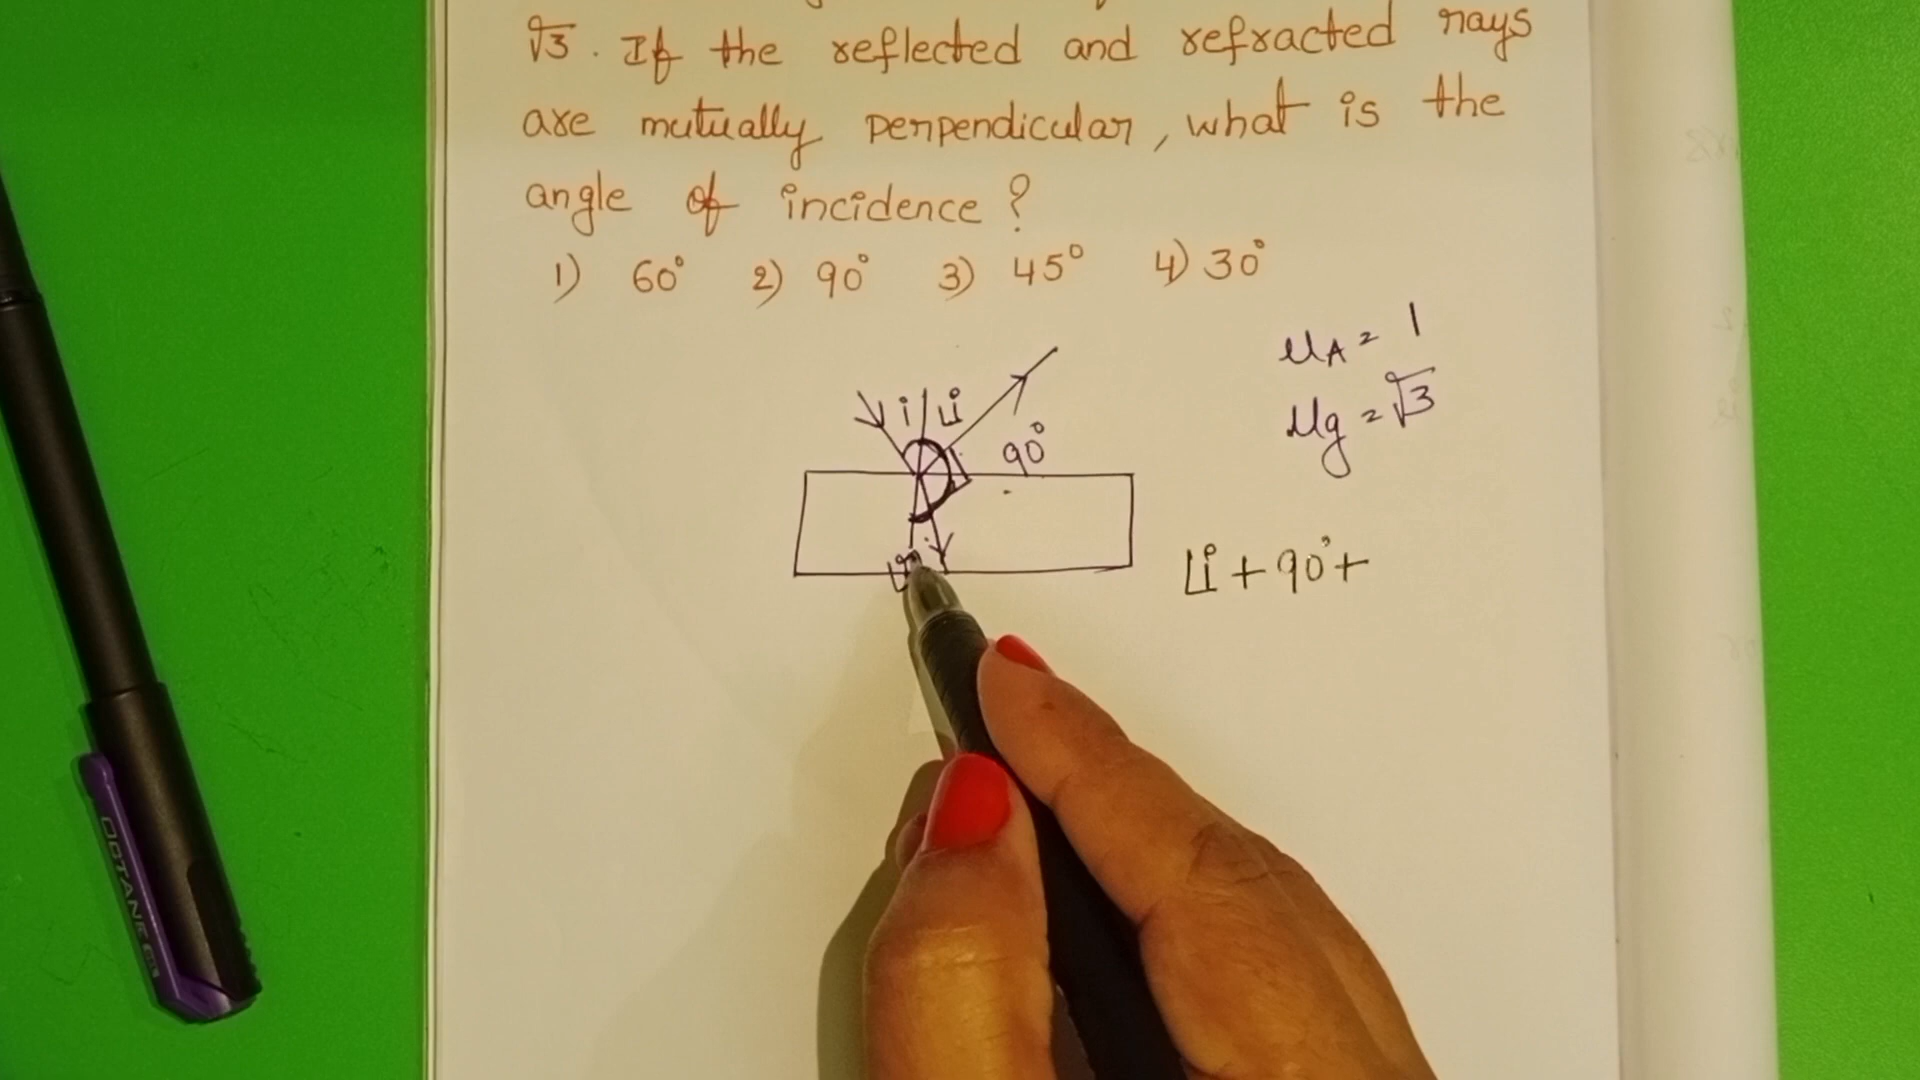 √3. If the reflected and refracted rays
are mutually perpendicular, what is the
angle of incidence?
1) 60° 2) 90° 3) 45° 4) 30°
μA = 1
μg = √3
i ∠i
90°
∠i + 90° +
OCTANE